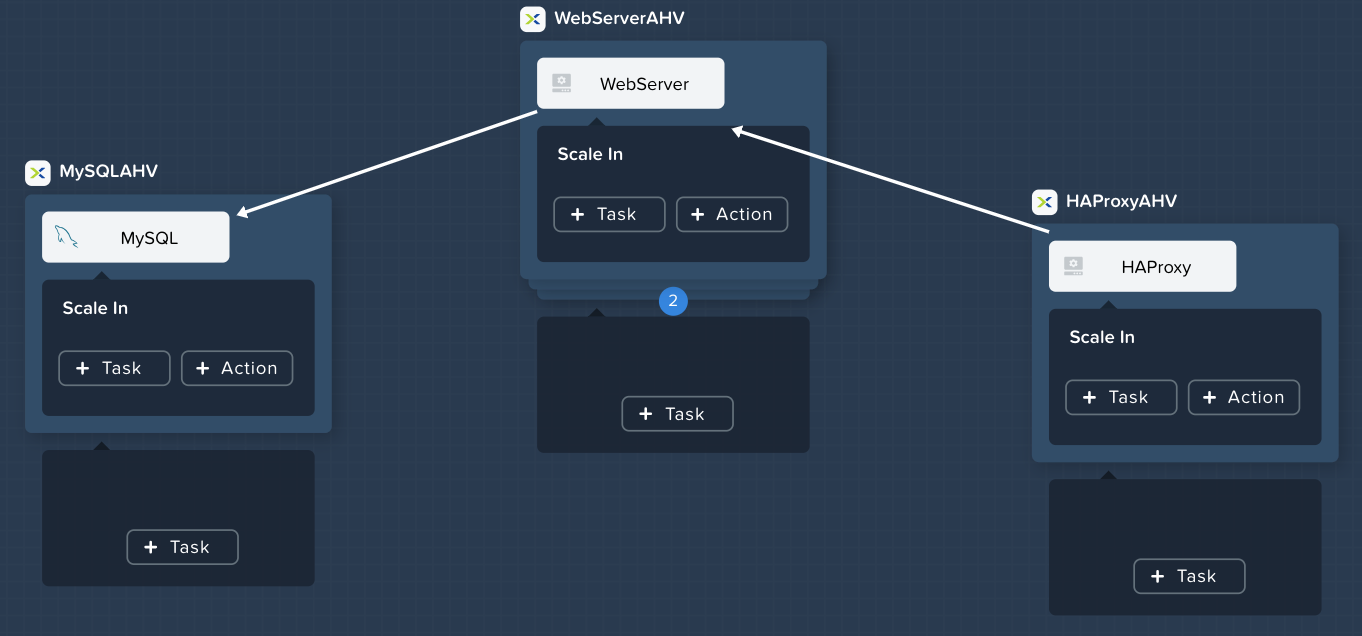 WebServerAHV
WebServer
Scale In
+ Task
+ Action
2
+ Task
MySQLAHV
MySQL
Scale In
+ Task
+ Action
+ Task
HAProxyAHV
HAProxy
Scale In
+ Task
+ Action
+ Task